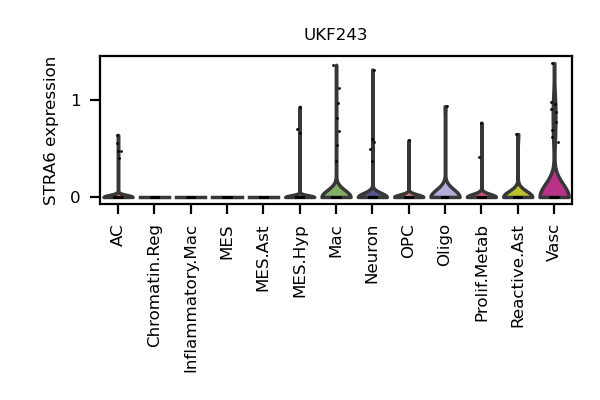 UKF243
STRA6 expression
1
0
AC
Chromatin.Reg
Inflammatory.Mac
MES
MES.Ast
MES.Hyp
Mac
Neuron
OPC
Oligo
Prolif.Metab
Reactive.Ast
Vasc